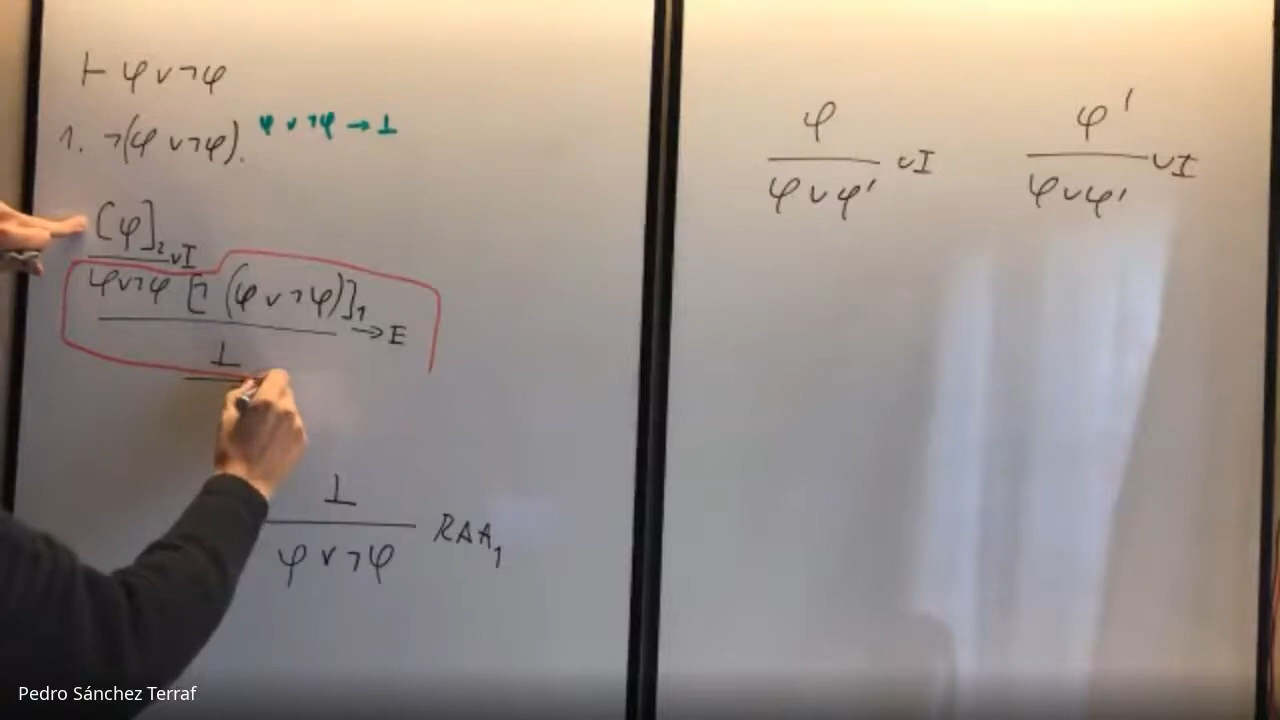 ⊢ φ ∨ ¬φ
1. ¬(φ ∨ ¬φ). φ ∨ ¬φ → ⊥
[φ]₂ ∨I
φ∨¬φ [¬(φ ∨ ¬φ)]₁ →E
⊥
⊥
φ ∨ ¬φ RAA₁
φ
φ ∨ φ' ∨I
φ'
φ∨φ' ∨I
Pedro Sánchez Terraf